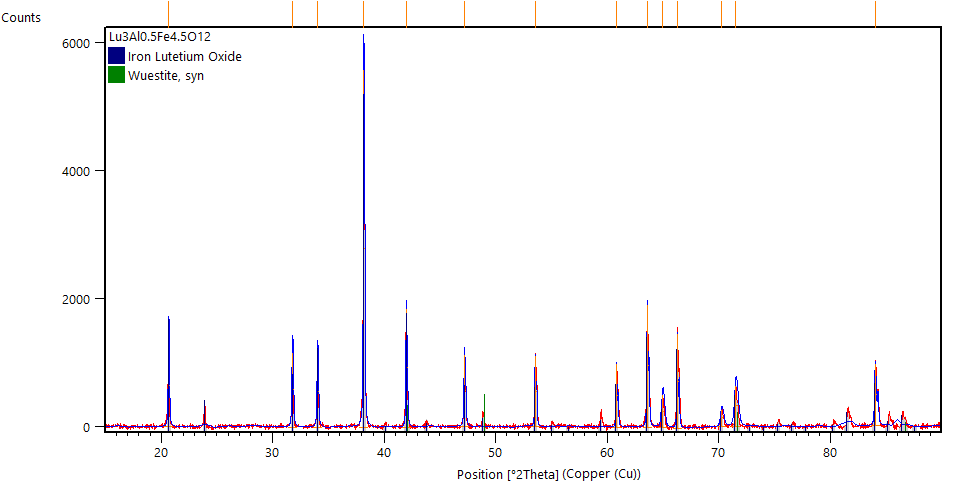 Counts
Lu3Al0.5Fe4.5O12
6000
Iron Lutetium Oxide
Wuestite, syn
4000
2000
0
20 30 40 50 60 70 80
Position [°2Theta] (Copper (Cu))